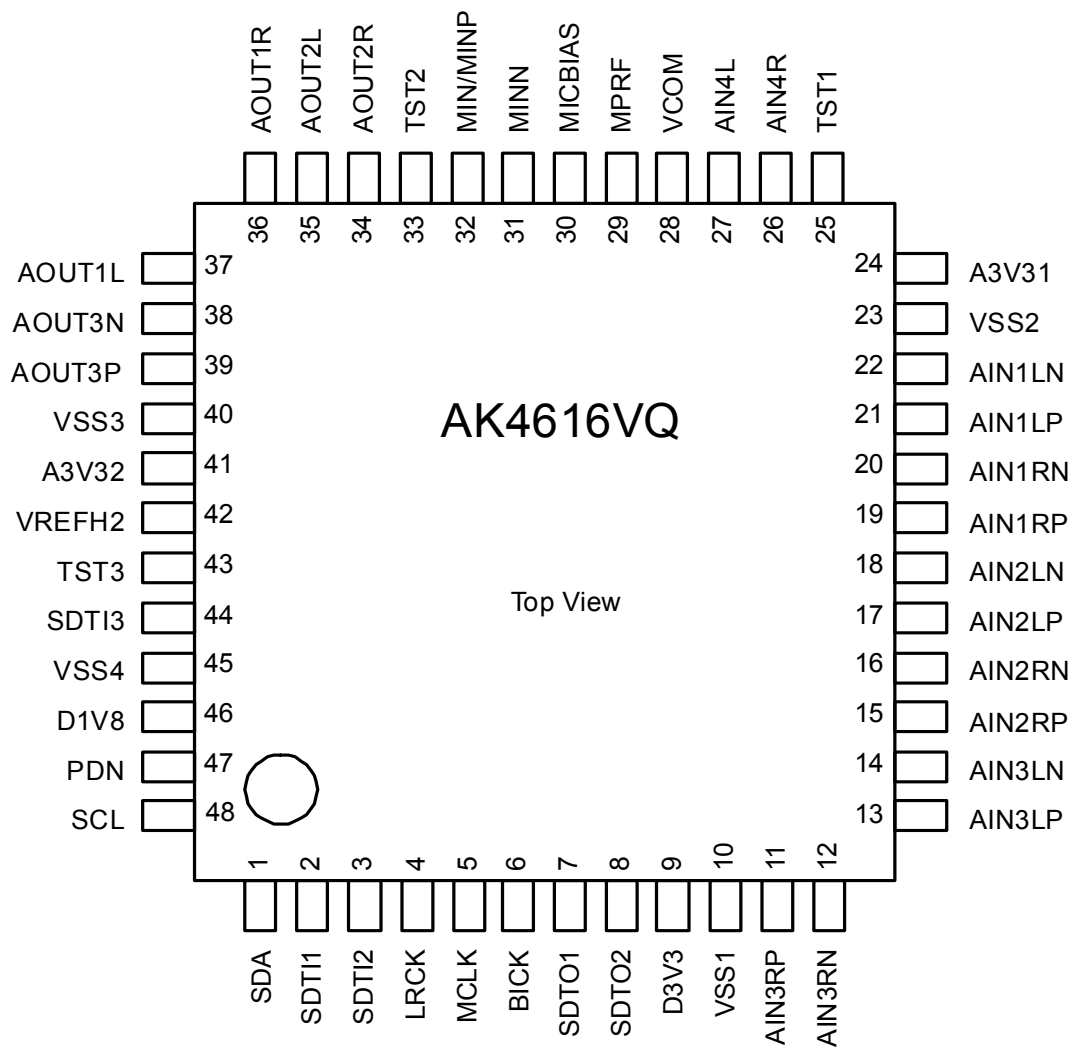 AOUT1R
AOUT2L
AOUT2R
TST2
MIN/MINP
MINN
MICBIAS
MPRF
VCOM
AIN4L
AIN4R
TST1
36
35
34
33
32
31
30
29
28
27
26
25
AOUT1L 37
AOUT3N 38
AOUT3P 39
VSS3 40
A3V32 41
VREFH2 42
TST3 43
SDTI3 44
VSS4 45
D1V8 46
PDN 47
SCL 48
AK4616VQ
Top View
24 A3V31
23 VSS2
22 AIN1LN
21 AIN1LP
20 AIN1RN
19 AIN1RP
18 AIN2LN
17 AIN2LP
16 AIN2RN
15 AIN2RP
14 AIN3LN
13 AIN3LP
1
2
3
4
5
6
7
8
9
10
11
12
SDA
SDTI1
SDTI2
LRCK
MCLK
BICK
SDTO1
SDTO2
D3V3
VSS1
AIN3RP
AIN3RN